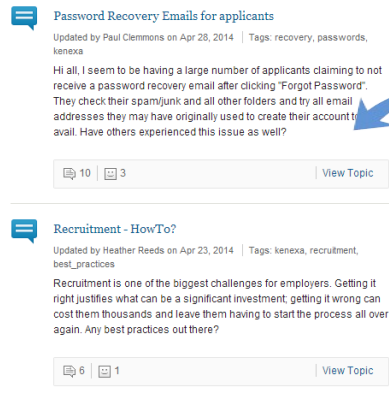 Password Recovery Emails for applicants
Updated by Paul Clemmons on Apr 28, 2014 | Tags: recovery, passwords,
kenexa
Hi all, I seem to be having a large number of applicants claiming to not
receive a password recovery email after clicking "Forgot Password".
They check their spam/junk and all other folders and try all email
addresses they may have originally used to create their account
avail. Have others experienced this issue as well?
10 | 3 | View Topic
Recruitment - HowTo?
Updated by Heather Reeds on Apr 23, 2014 | Tags: kenexa, recruitment,
best_practices
Recruitment is one of the biggest challenges for employers. Getting it
right justifies what can be a significant investment; getting it wrong can
cost them thousands and leave them having to start the process all over
again. Any best practices out there?
6 | 1 | View Topic